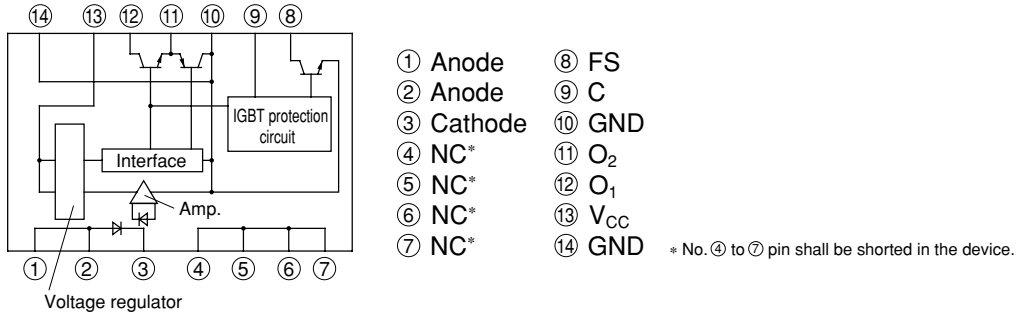 ⑭ ⑬ ⑫ ⑪ ⑩ ⑨ ⑧
IGBT protection
circuit
Interface
Amp.
① ② ③ ④ ⑤ ⑥ ⑦
Voltage regulator
① Anode
② Anode
③ Cathode
④ NC*
⑤ NC*
⑥ NC*
⑦ NC*
⑧ FS
⑨ C
⑩ GND
⑪ O₂
⑫ O₁
⑬ V_CC
⑭ GND
* No. ④ to ⑦ pin shall be shorted in the device.